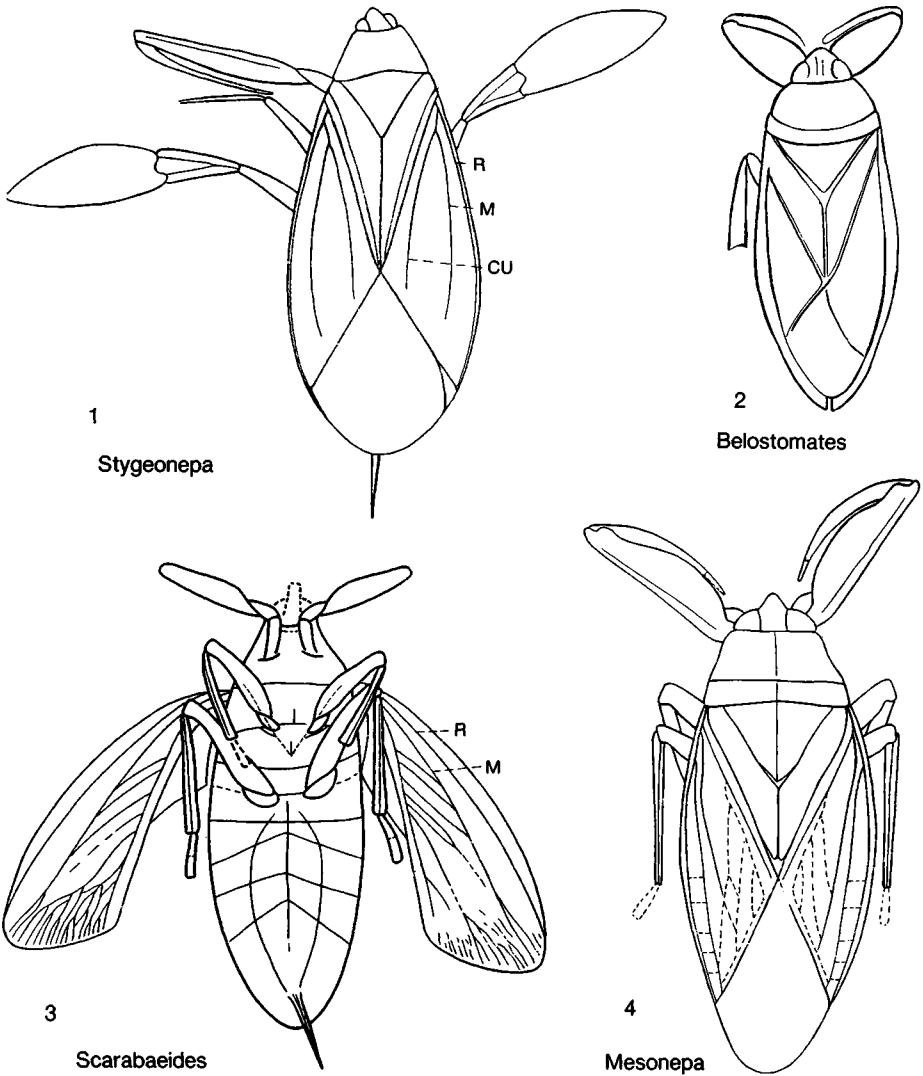 R
M
CU
1
Stygeonepa
2
Belostomates
R
M
3
Scarabaeides
4
Mesonepa